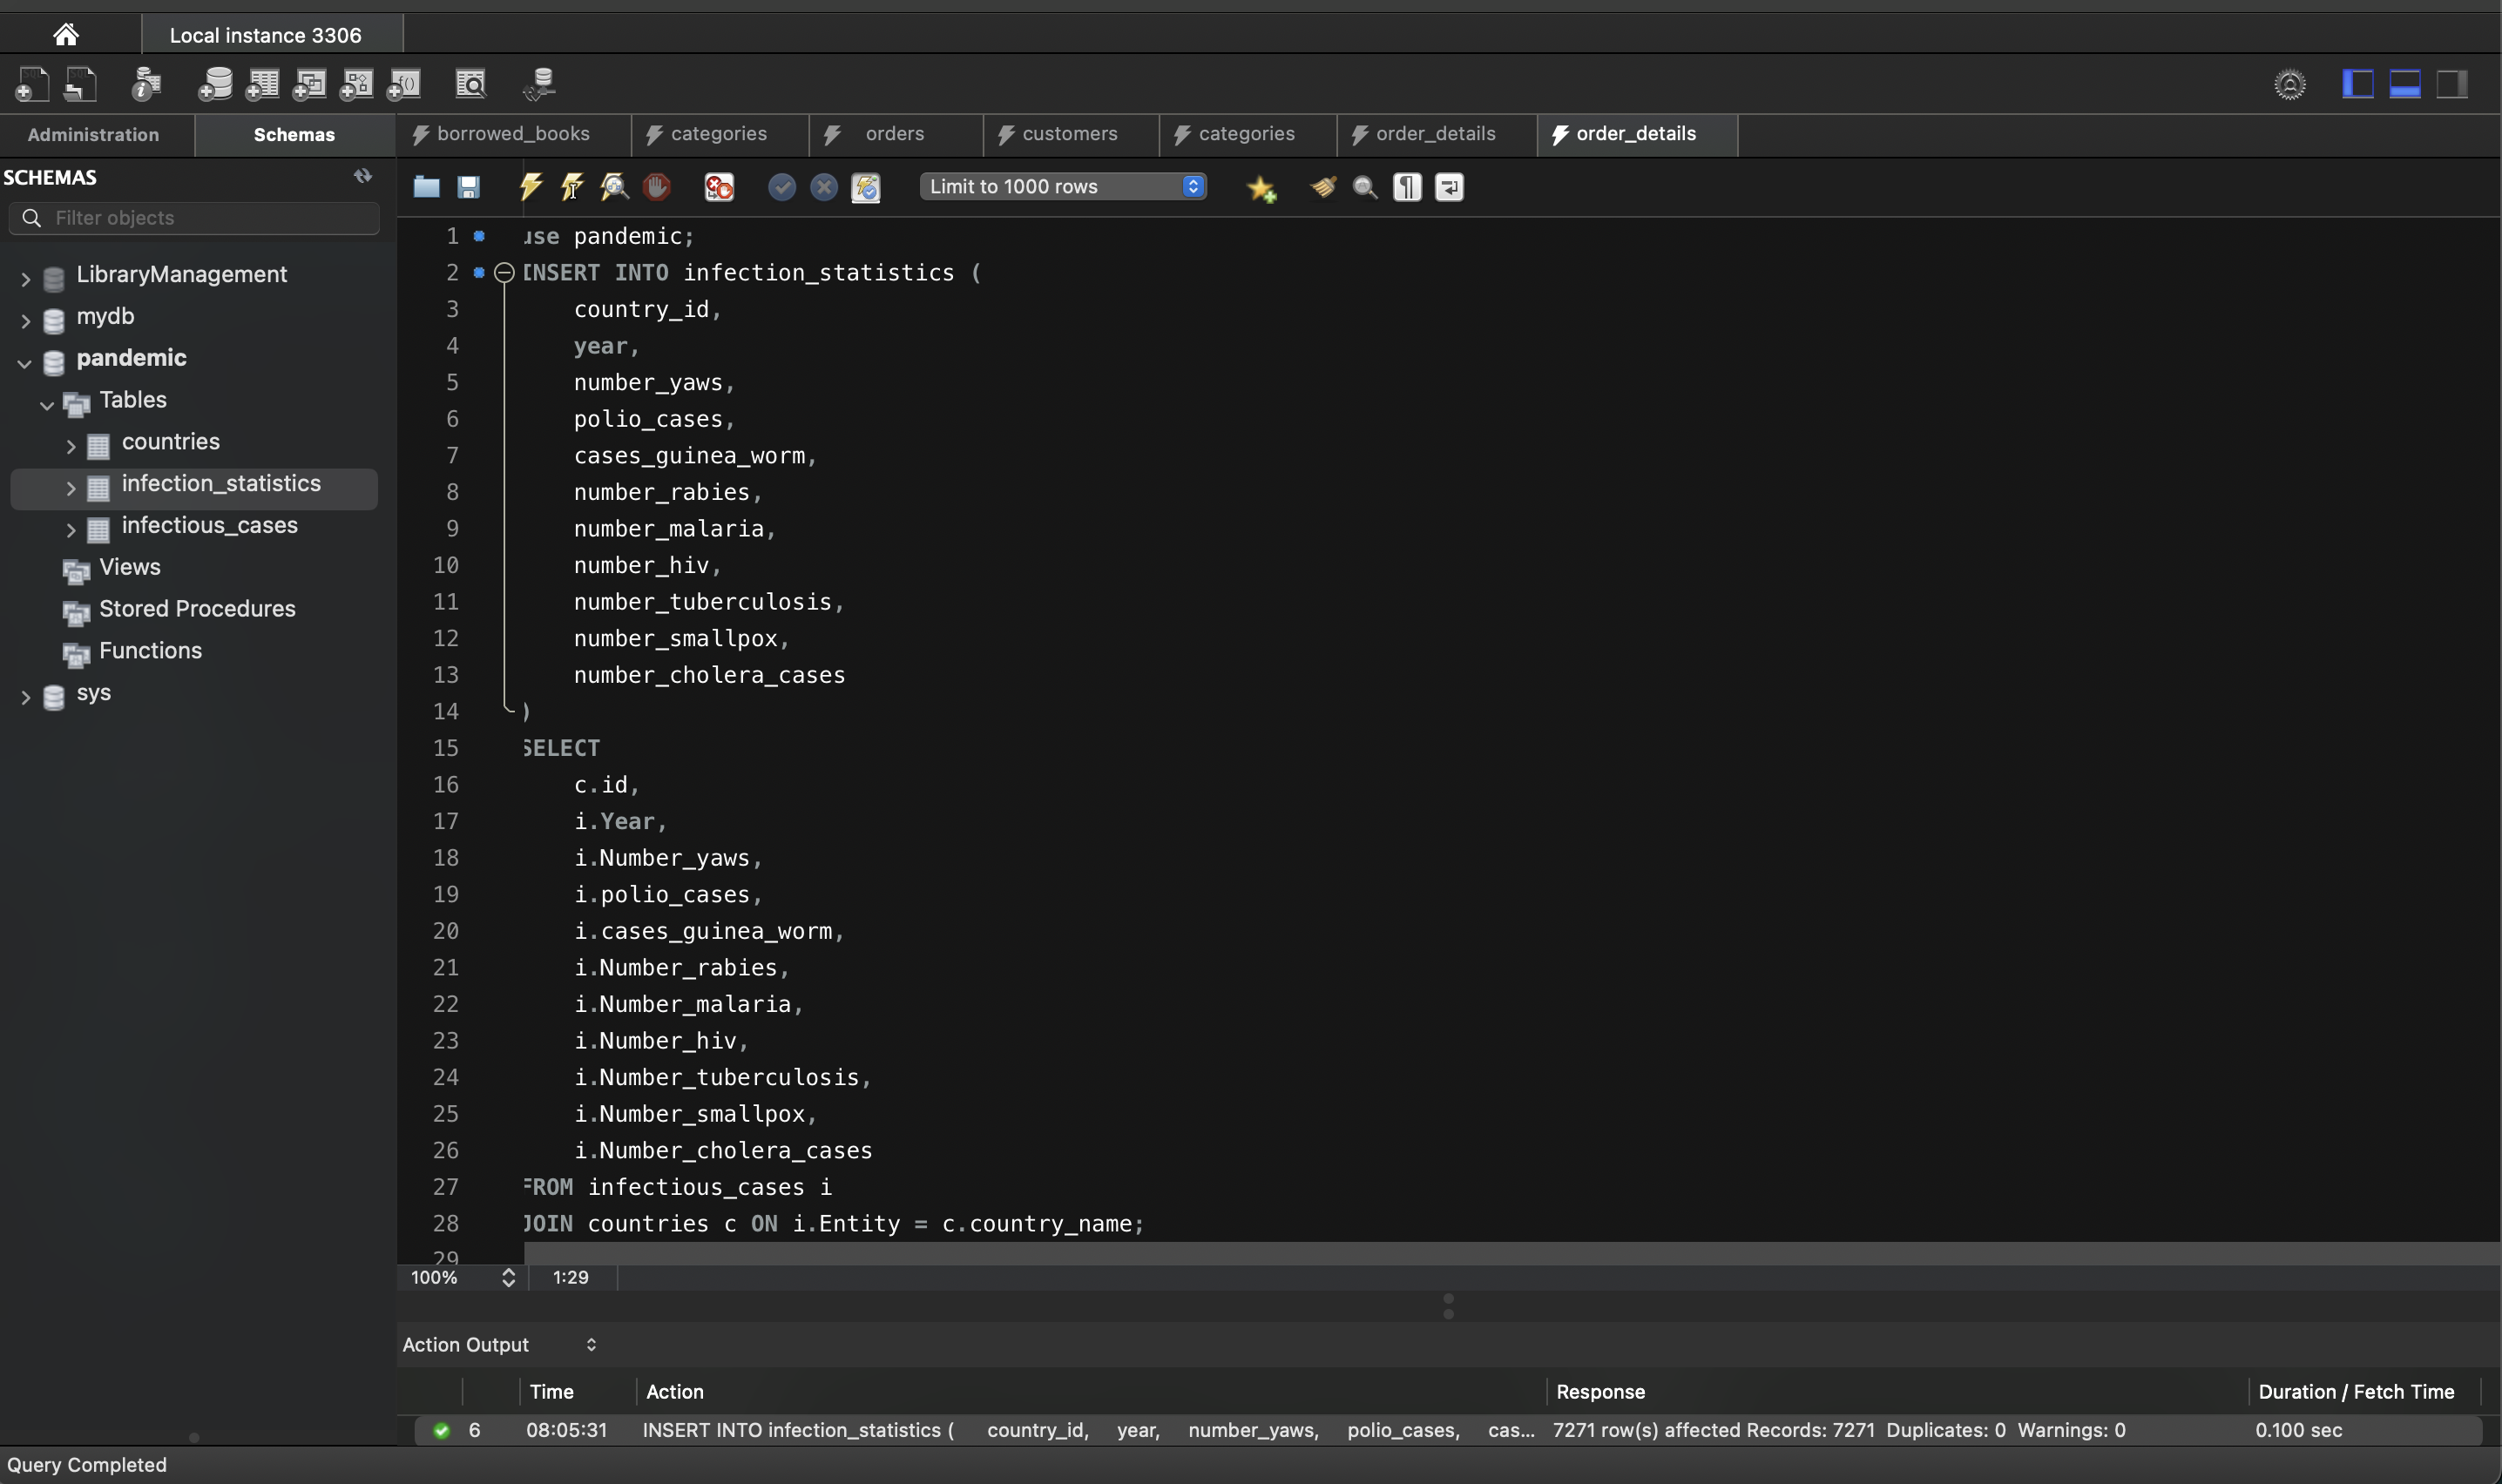 Local instance 3306
Administration Schemas borrowed_books categories orders customers categories order_details order_details
SCHEMAS
Limit to 1000 rows
Filter objects
LibraryManagement
mydb
pandemic
Tables
countries
infection_statistics
infectious_cases
Views
Stored Procedures
Functions
sys
1 use pandemic;
2 INSERT INTO infection_statistics (
3 country_id,
4 year,
5 number_yaws,
6 polio_cases,
7 cases_guinea_worm,
8 number_rabies,
9 number_malaria,
10 number_hiv,
11 number_tuberculosis,
12 number_smallpox,
13 number_cholera_cases
14 )
15 SELECT
16 c.id,
17 i.Year,
18 i.Number_yaws,
19 i.polio_cases,
20 i.cases_guinea_worm,
21 i.Number_rabies,
22 i.Number_malaria,
23 i.Number_hiv,
24 i.Number_tuberculosis,
25 i.Number_smallpox,
26 i.Number_cholera_cases
27 FROM infectious_cases i
28 JOIN countries c ON i.Entity = c.country_name;
29
100% 1:29
Action Output
Time Action Response Duration / Fetch Time
6 08:05:31 INSERT INTO infection_statistics ( country_id, year, number_yaws, polio_cases, cas... 7271 row(s) affected Records: 7271 Duplicates: 0 Warnings: 0 0.100 sec
Query Completed